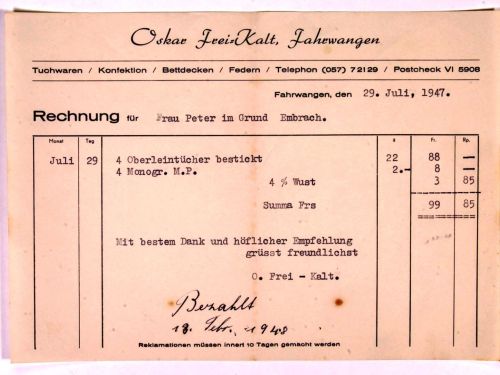 Oskar Frei-Kalt, Fahrwangen
Tuchwaren / Konfektion / Bettdecken / Federn / Telephon (057) 72129 / Postcheck VI 5908
Fahrwangen, den 29. Juli, 1947.
Rechnung für Frau Peter im Grund Embrach.
Monat Tag à Fr. Rp.
Juli 29 4 Oberleintücher bestickt 22 88 —
4 Monogr. M.P. 2.- 8 —
4 % Wust 3 85
Summa Frs 99 85
Mit bestem Dank und höflicher Empfehlung
grüsst freundlichst
O. Frei - Kalt.
Bezahlt
18. Febr. 1948
Reklamationen müssen innert 10 Tagen gemacht werden